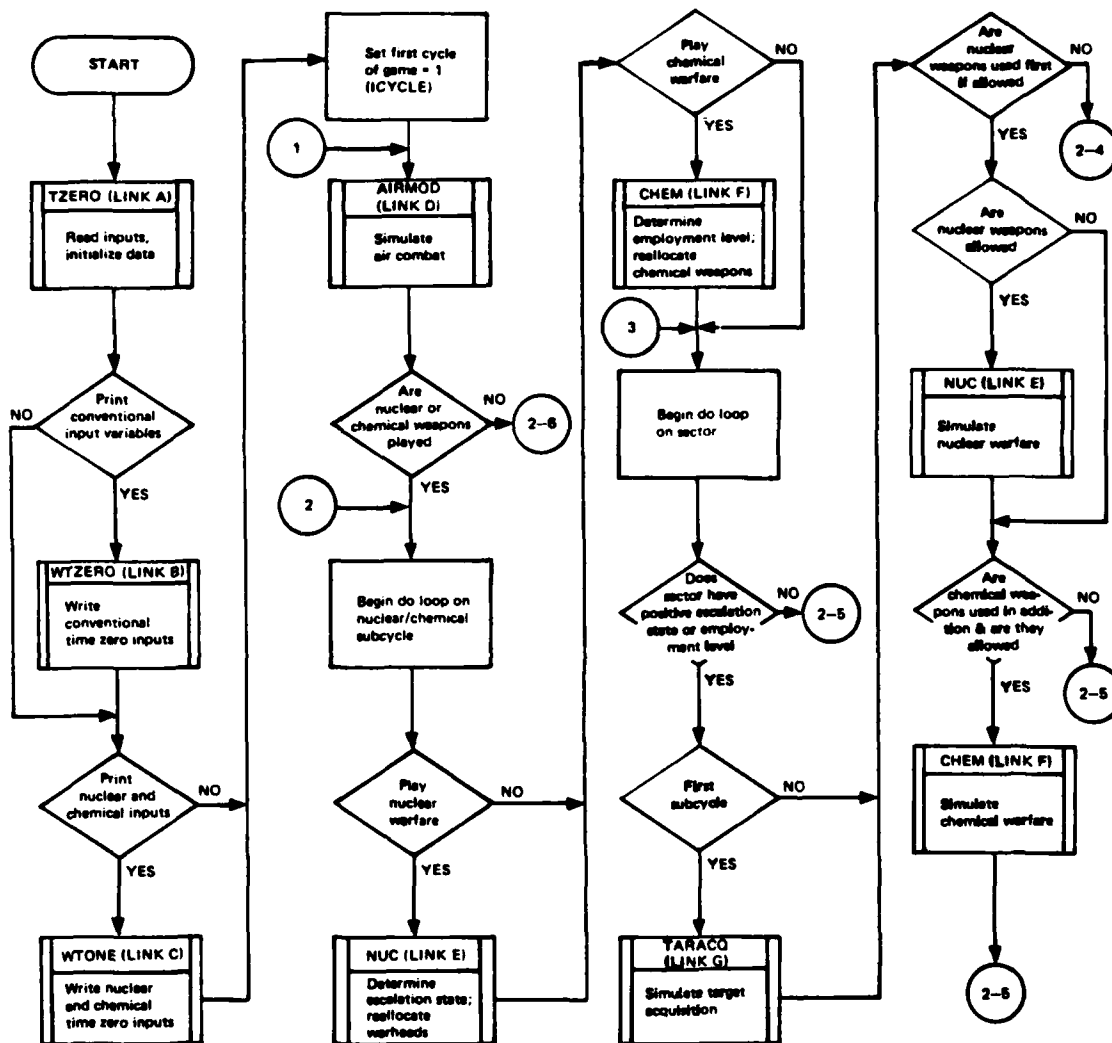 START
TZERO (LINK A)
Read inputs,
initialize data
Print
conventional
input variables
NO
YES
WTZERO (LINK B)
Write
conventional
time zero inputs
Print
nuclear and
chemical inputs
NO
YES
WTONE (LINK C)
Write nuclear
and chemical
time zero inputs
Set first cycle
of game = 1
(ICYCLE)
1
AIRMOD
(LINK D)
Simulate
air combat
Are
nuclear or
chemical weapons
played
NO
2-6
YES
2
Begin do loop on
nuclear/chemical
subcycle
Play
nuclear
warfare
NO
YES
NUC (LINK E)
Determine
escalation state;
reallocate
warheads
Play
chemical
warfare
NO
YES
CHEM (LINK F)
Determine
employment level;
reallocate
chemical weapons
3
Begin do loop
on sector
Does
sector have
positive escalation
state or employ-
ment level
NO
2-5
YES
First
subcycle
NO
YES
TARACQ
(LINK G)
Simulate target
acquisition
Are
nuclear
weapons used first
if allowed
NO
2-4
YES
Are
nuclear weapons
allowed
NO
YES
NUC (LINK E)
Simulate
nuclear warfare
Are
chemical wea-
pons used in addi-
tion & are they
allowed
NO
2-5
YES
CHEM (LINK F)
Simulate
chemical warfare
2-5